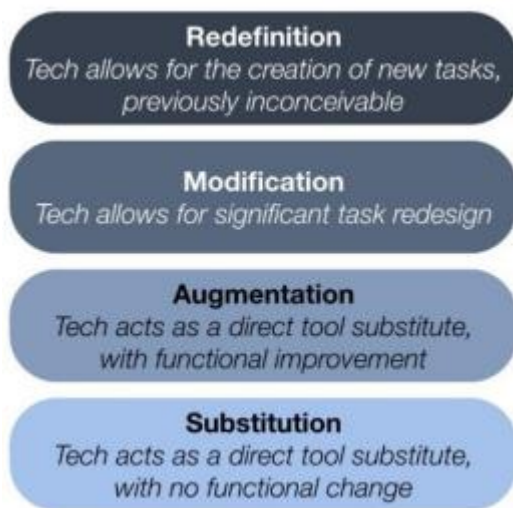 Redefinition
Tech allows for the creation of new tasks,
previously inconceivable
Modification
Tech allows for significant task redesign
Augmentation
Tech acts as a direct tool substitute,
with functional improvement
Substitution
Tech acts as a direct tool substitute,
with no functional change